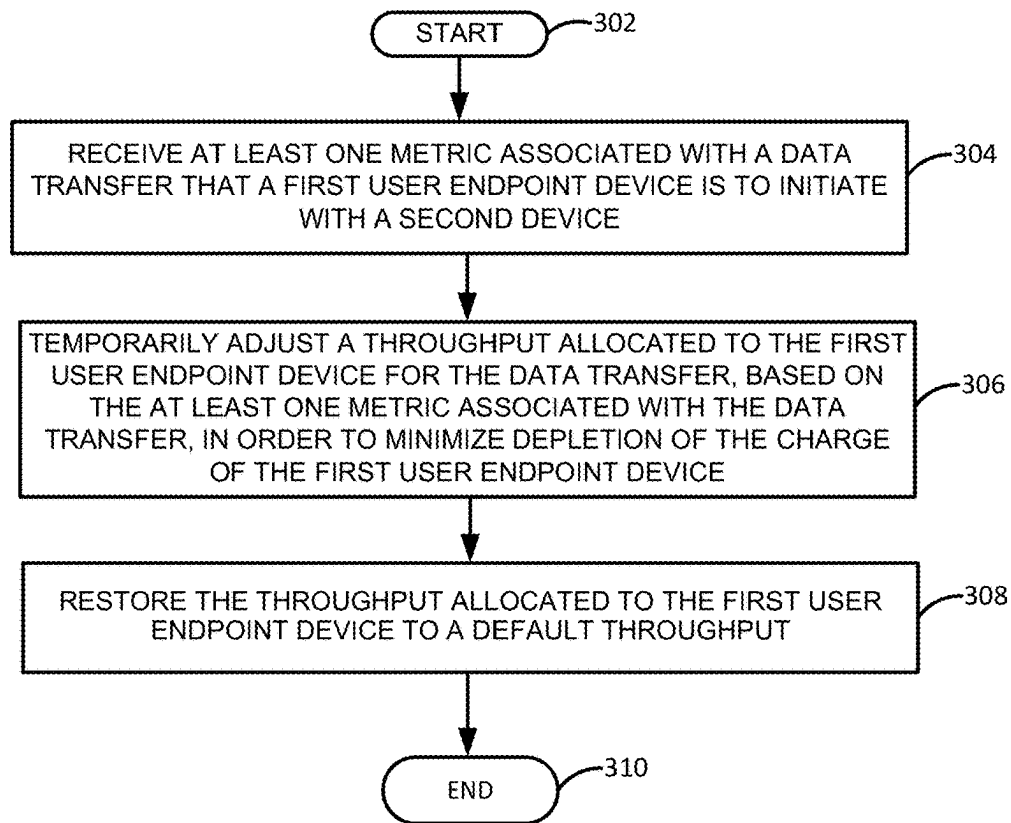 START
302
RECEIVE AT LEAST ONE METRIC ASSOCIATED WITH A DATA
TRANSFER THAT A FIRST USER ENDPOINT DEVICE IS TO INITIATE
WITH A SECOND DEVICE
304
TEMPORARILY ADJUST A THROUGHPUT ALLOCATED TO THE FIRST
USER ENDPOINT DEVICE FOR THE DATA TRANSFER, BASED ON
THE AT LEAST ONE METRIC ASSOCIATED WITH THE DATA
TRANSFER, IN ORDER TO MINIMIZE DEPLETION OF THE CHARGE
OF THE FIRST USER ENDPOINT DEVICE
306
RESTORE THE THROUGHPUT ALLOCATED TO THE FIRST USER
ENDPOINT DEVICE TO A DEFAULT THROUGHPUT
308
END
310